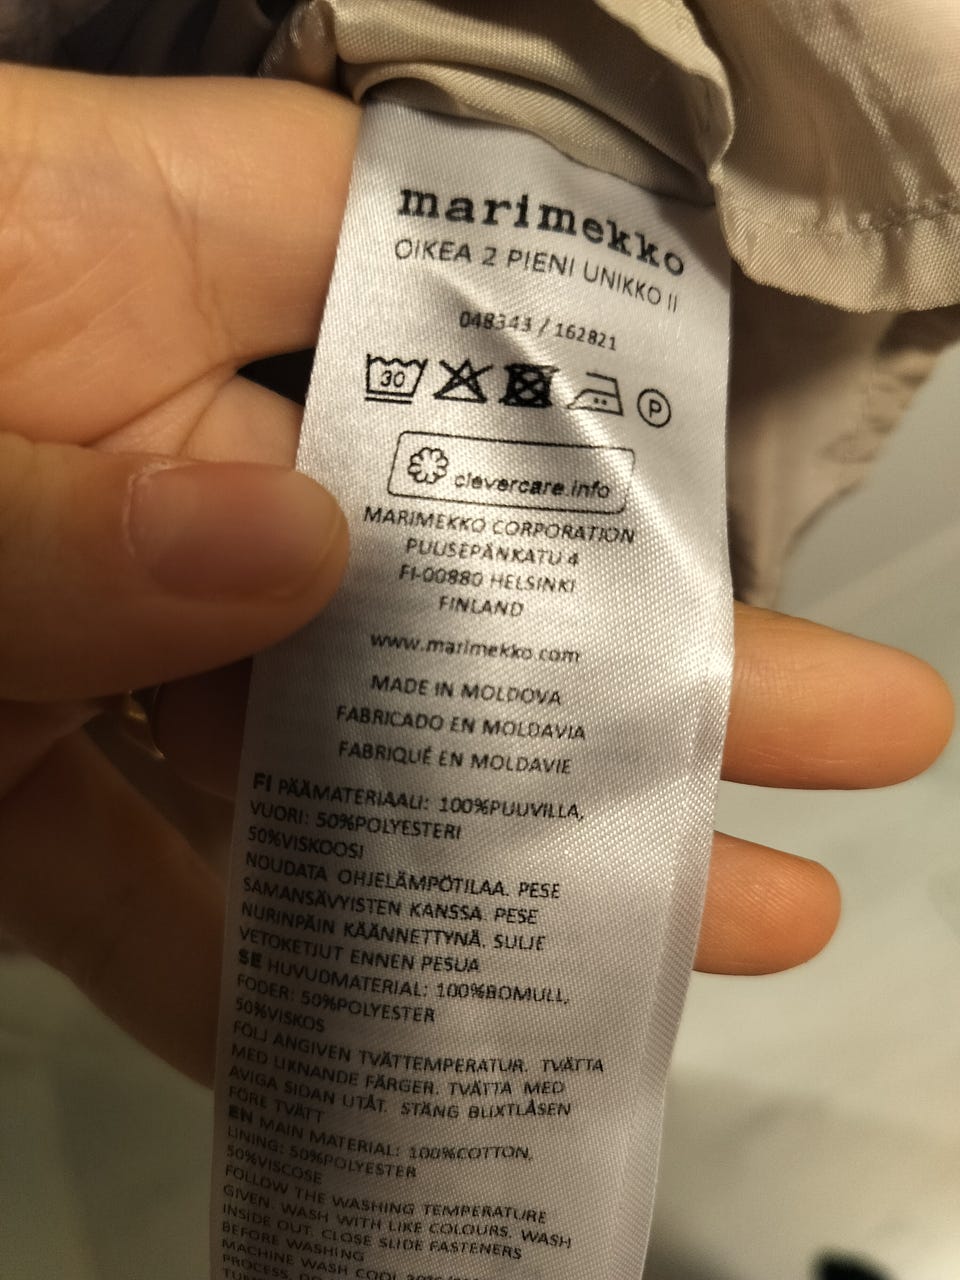 marimekko
OIKEA 2 PIENI UNIKKO II
048343 / 162821
30
P
clevercare.info
MARIMEKKO CORPORATION
PUUSEPÄNKATU 4
FI-00880 HELSINKI
FINLAND
www.marimekko.com
MADE IN MOLDOVA
FABRICADO EN MOLDAVIA
FABRIQUÉ EN MOLDAVIE
FI PÄÄMATERIAALI: 100%PUUVILLA,
VUORI: 50%POLYESTERI
50%VISKOOSI
NOUDATA OHJELÄMPÖTILAA. PESE
SAMANSÄVYISTEN KANSSA. PESE
NURINPÄIN KÄÄNNETTYNÄ. SULJE
VETOKETJUT ENNEN PESUA
SE HUVUDMATERIAL: 100%BOMULL,
FODER: 50%POLYESTER
50%VISKOS
FÖLJ ANGIVEN TVÄTTEMPERATUR. TVÄTTA
MED LIKNANDE FÄRGER. TVÄTTA MED
AVIGA SIDAN UTÅT. STÄNG BLIXTLÅSEN
FÖRE TVÄTT
EN MAIN MATERIAL: 100%COTTON,
LINING: 50%POLYESTER
50%VISCOSE
FOLLOW THE WASHING TEMPERATURE
GIVEN. WASH WITH LIKE COLOURS. WASH
INSIDE OUT. CLOSE SLIDE FASTENERS
BEFORE WASHING
MACHINE WASH COOL
PROCESS.